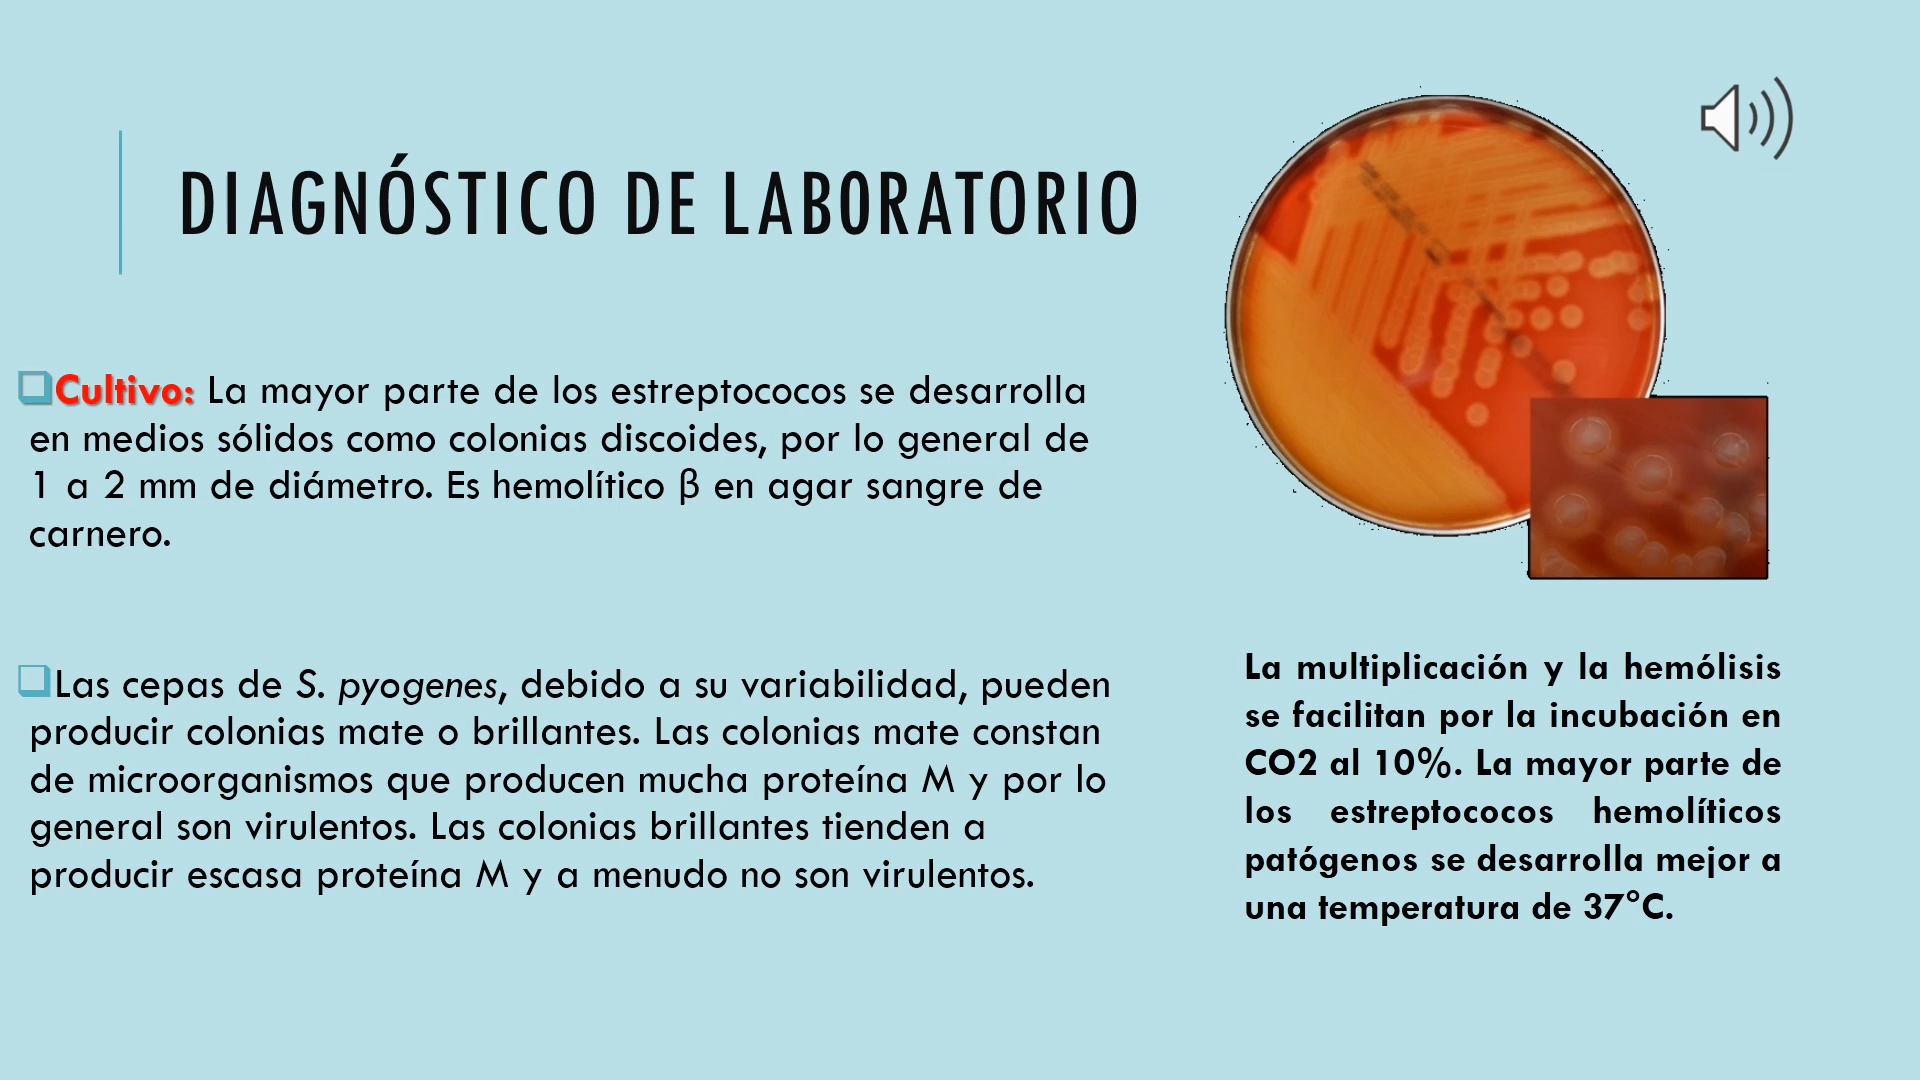 DIAGNÓSTICO DE LABORATORIO
Cultivo: La mayor parte de los estreptococos se desarrolla
en medios sólidos como colonias discoides, por lo general de
1 a 2 mm de diámetro. Es hemolítico β en agar sangre de
carnero.
Las cepas de S. pyogenes, debido a su variabilidad, pueden
producir colonias mate o brillantes. Las colonias mate constan
de microorganismos que producen mucha proteína M y por lo
general son virulentos. Las colonias brillantes tienden a
producir escasa proteína M y a menudo no son virulentos.
La multiplicación y la hemólisis
se facilitan por la incubación en
CO2 al 10%. La mayor parte de
los estreptococos hemolíticos
patógenos se desarrolla mejor a
una temperatura de 37°C.